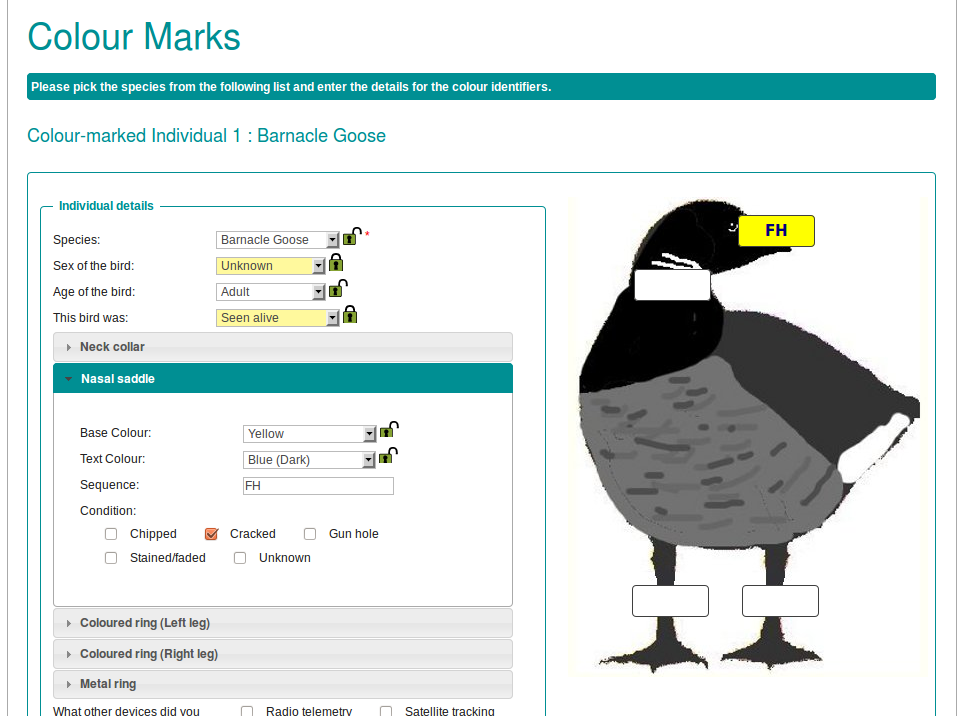 Colour Marks
Please pick the species from the following list and enter the details for the colour identifiers.
Colour-marked Individual 1 : Barnacle Goose
Individual details
Species: Barnacle Goose *
Sex of the bird: Unknown
Age of the bird: Adult
This bird was: Seen alive
Neck collar
Nasal saddle
Base Colour: Yellow
Text Colour: Blue (Dark)
Sequence: FH
Condition:
Chipped Cracked Gun hole
Stained/faded Unknown
Coloured ring (Left leg)
Coloured ring (Right leg)
Metal ring
What other devices did you Radio telemetry Satellite tracking
FH